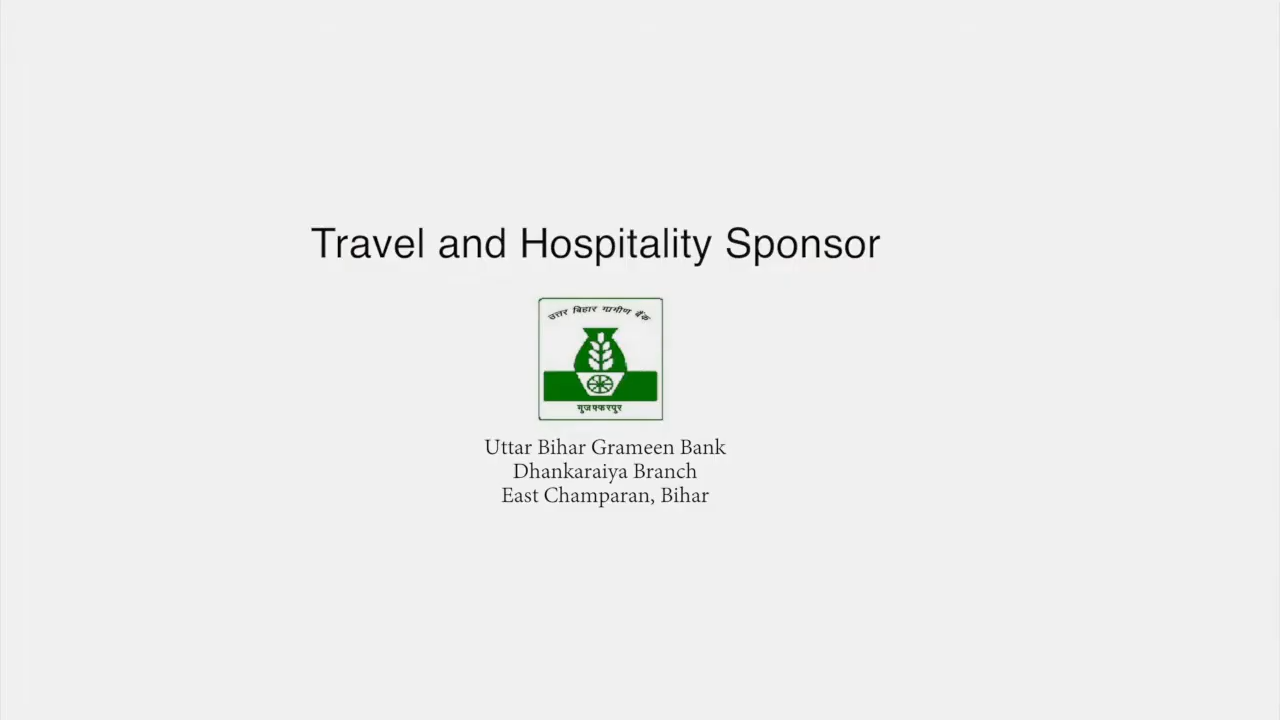 Travel and Hospitality Sponsor
उत्तर बिहार ग्रामीण बैंक
मुजफ्फरपुर
Uttar Bihar Grameen Bank
Dhankaraiya Branch
East Champaran, Bihar